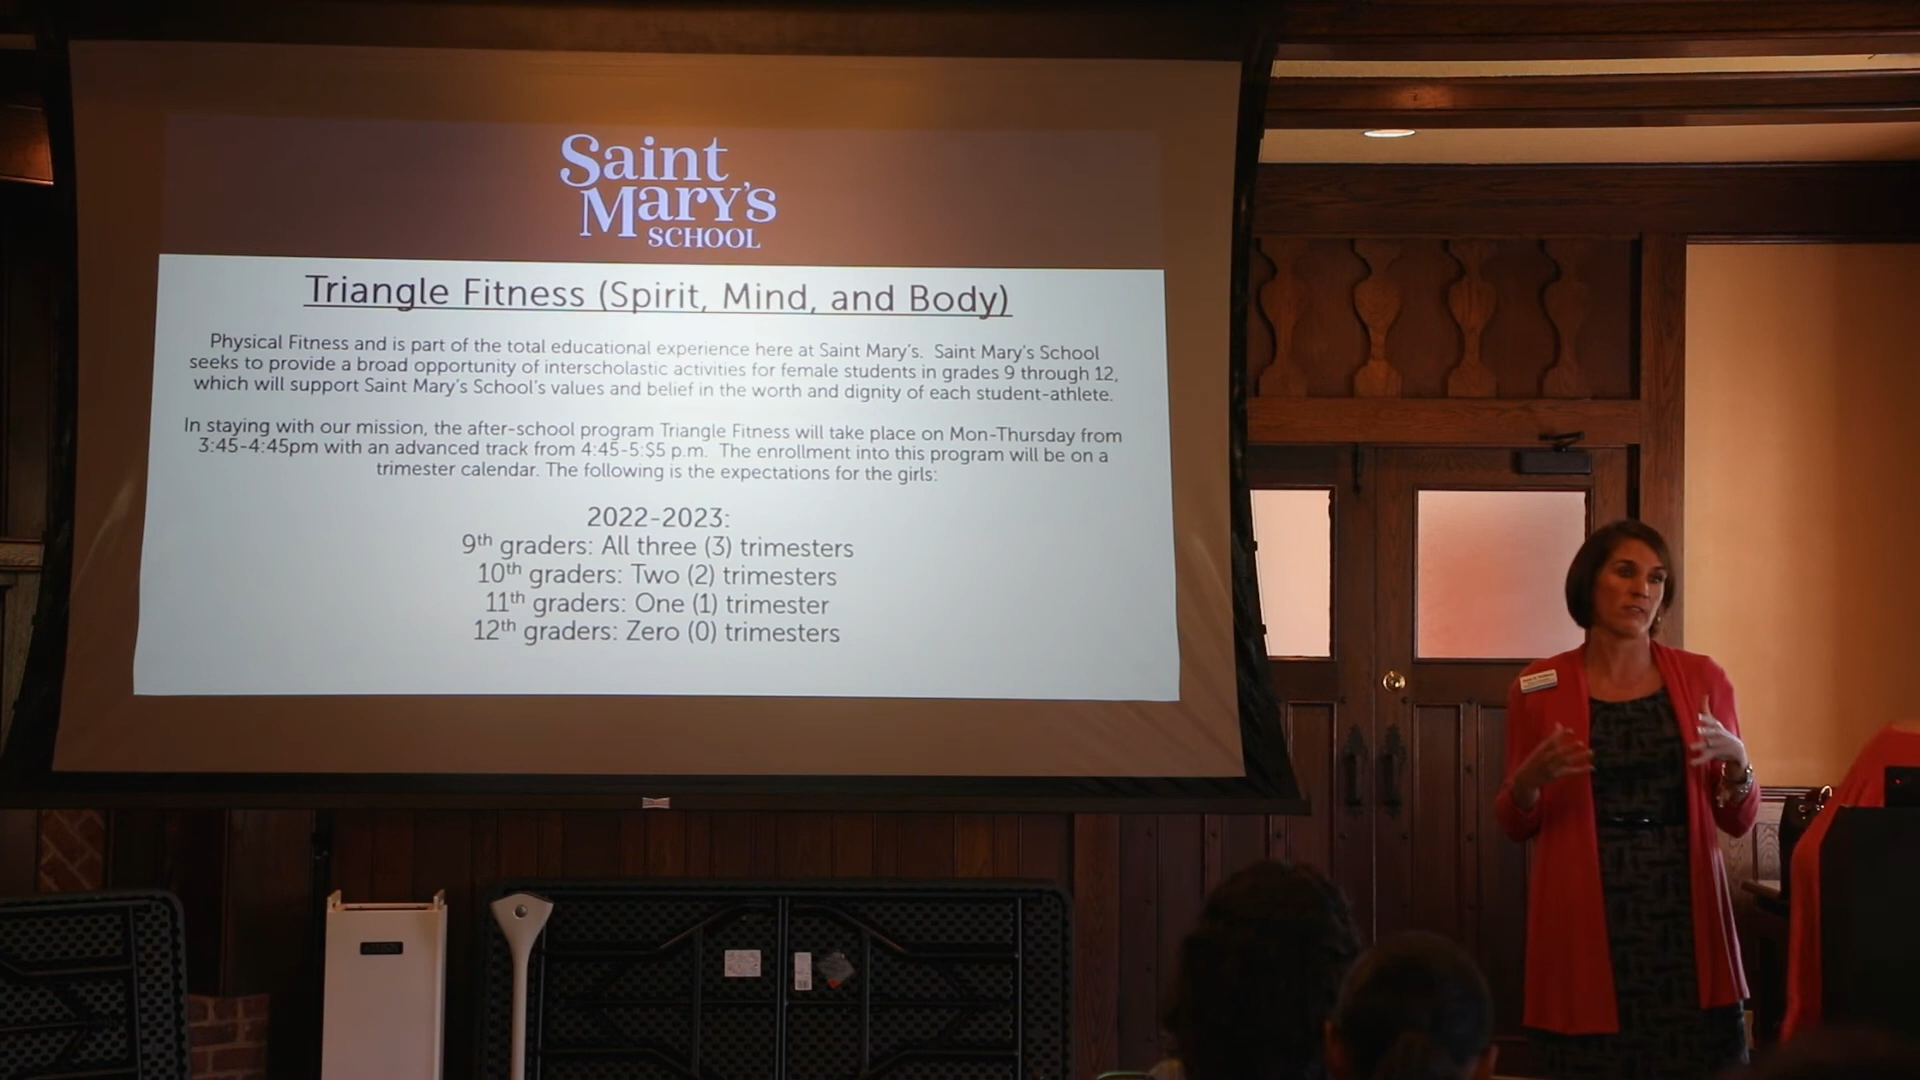 Saint
Mary's
SCHOOL
Triangle Fitness (Spirit, Mind, and Body)
Physical Fitness and is part of the total educational experience here at Saint Mary's. Saint Mary's School
seeks to provide a broad opportunity of interscholastic activities for female students in grades 9 through 12,
which will support Saint Mary's School's values and belief in the worth and dignity of each student-athlete.
In staying with our mission, the after-school program Triangle Fitness will take place on Mon-Thursday from
3:45-4:45pm with an advanced track from 4:45-5:$5 p.m. The enrollment into this program will be on a
trimester calendar. The following is the expectations for the girls:
2022-2023:
9th graders: All three (3) trimesters
10th graders: Two (2) trimesters
11th graders: One (1) trimester
12th graders: Zero (0) trimesters